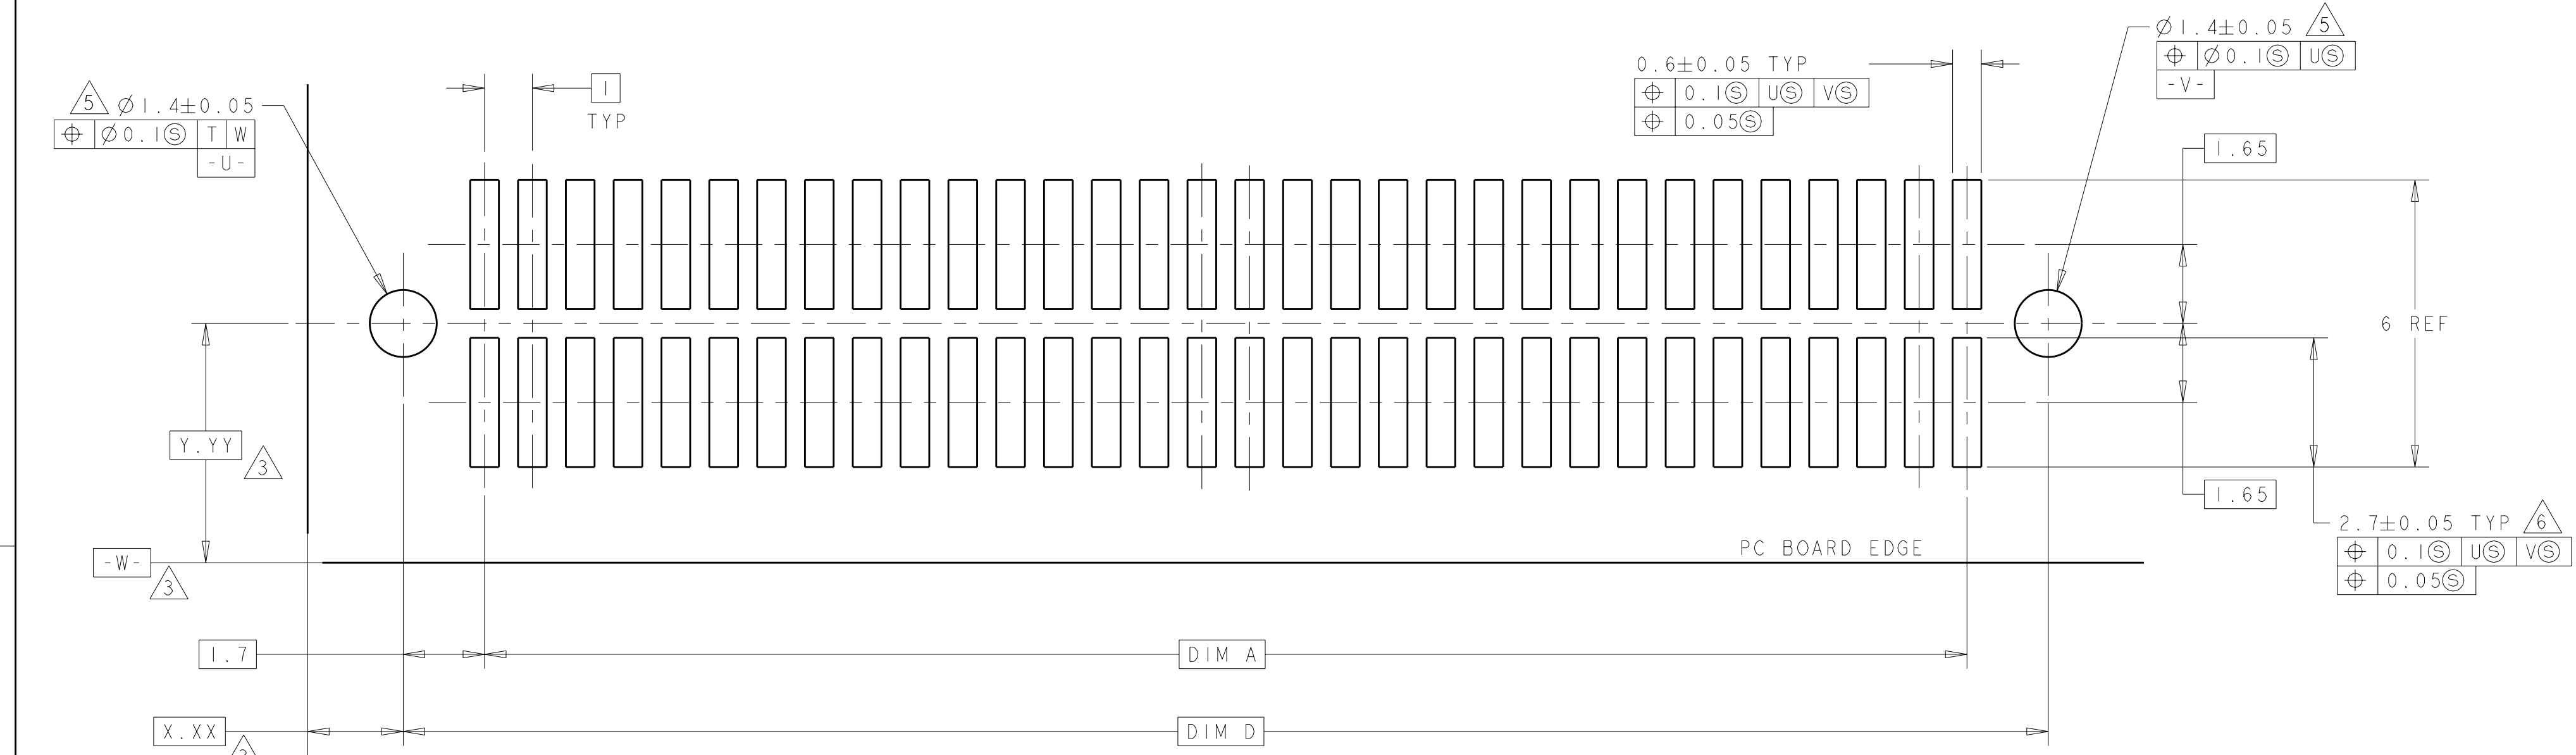 5 Ø1.4±0.05
⌖ Ø0.1Ⓢ UⓈ
-V-
0.6±0.05 TYP
⌖ 0.1Ⓢ UⓈ VⓈ
⌖ 0.05Ⓢ
1
TYP
5 Ø1.4±0.05
⌖ Ø0.1Ⓢ T W
-U-
1.65
6 REF
Y.YY 3
1.65
2.7±0.05 TYP 6
⌖ 0.1Ⓢ UⓈ VⓈ
⌖ 0.05Ⓢ
PC BOARD EDGE
-W- 3
1.7
DIM A
X.XX
DIM D